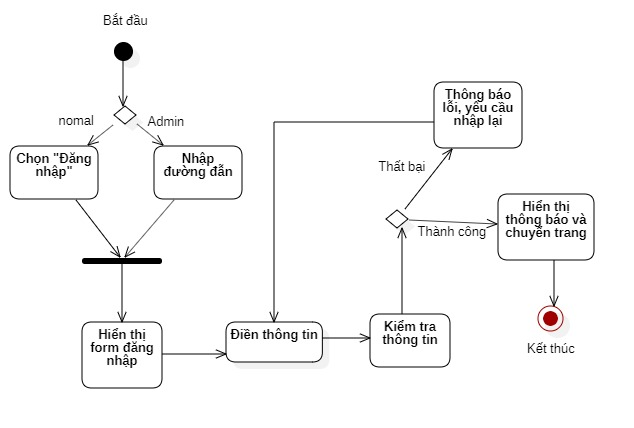 Bắt đầu
nomal
Admin
Chọn "Đăng
nhập"
Nhập
đường đẫn
Hiển thị
form đăng
nhập
Điền thông tin
Kiểm tra
thông tin
Thông báo
lỗi, yêu cầu
nhập lại
Thất bại
Thành công
Hiển thị
thông báo và
chuyển trang
Kết thúc